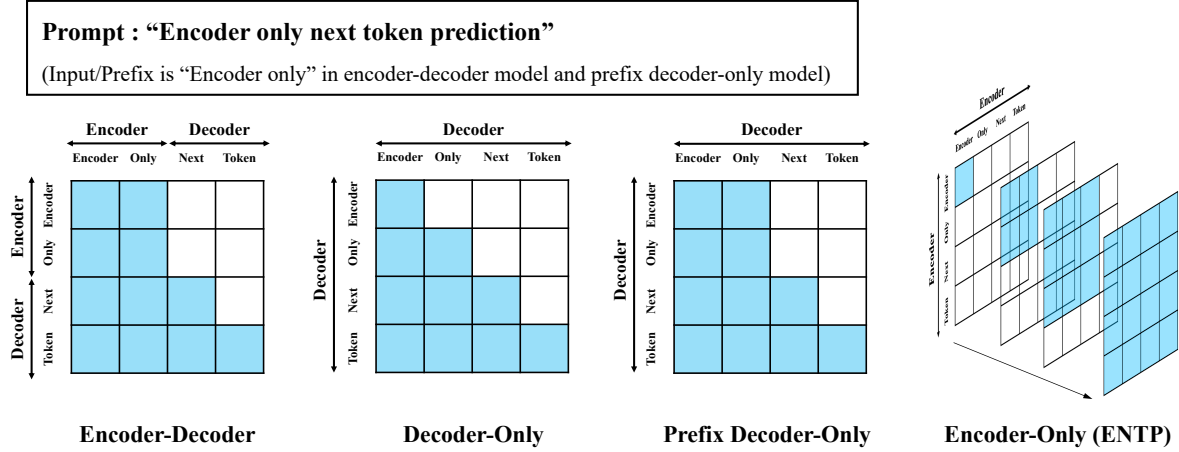 Prompt : “Encoder only next token prediction”
(Input/Prefix is “Encoder only” in encoder-decoder model and prefix decoder-only model)
Encoder Decoder
Encoder Only Next Token
Encoder
Decoder
Encoder
Only
Next
Token
Encoder-Decoder
Decoder
Encoder Only Next Token
Decoder
Encoder
Only
Next
Token
Decoder-Only
Decoder
Encoder Only Next Token
Decoder
Encoder
Only
Next
Token
Prefix Decoder-Only
Encoder
Encoder Only Next Token
Encoder
Encoder
Only
Next
Token
Encoder-Only (ENTP)